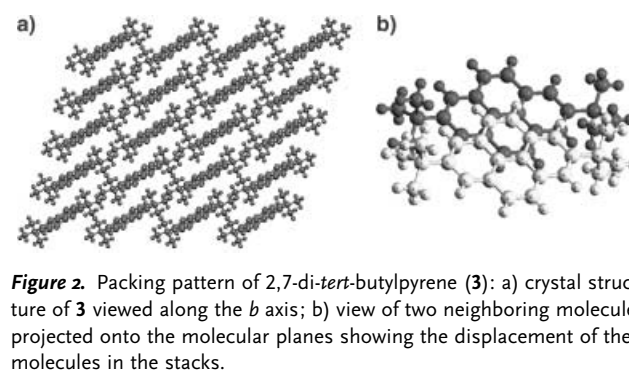 a)
b)
Figure 2. Packing pattern of 2,7-di-tert-butylpyrene (3): a) crystal struc
ture of 3 viewed along the b axis; b) view of two neighboring molecule
projected onto the molecular planes showing the displacement of the
molecules in the stacks.